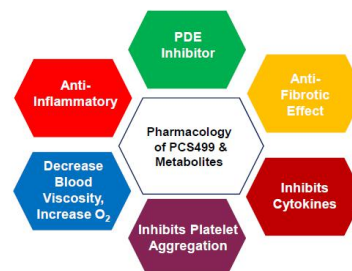 PDE
Inhibitor
Anti-
Inflammatory
Anti-
Fibrotic
Effect
Pharmacology
of PCS499 &
Metabolites
Decrease
Blood
Viscosity,
Increase O₂
Inhibits
Cytokines
Inhibits Platelet
Aggregation